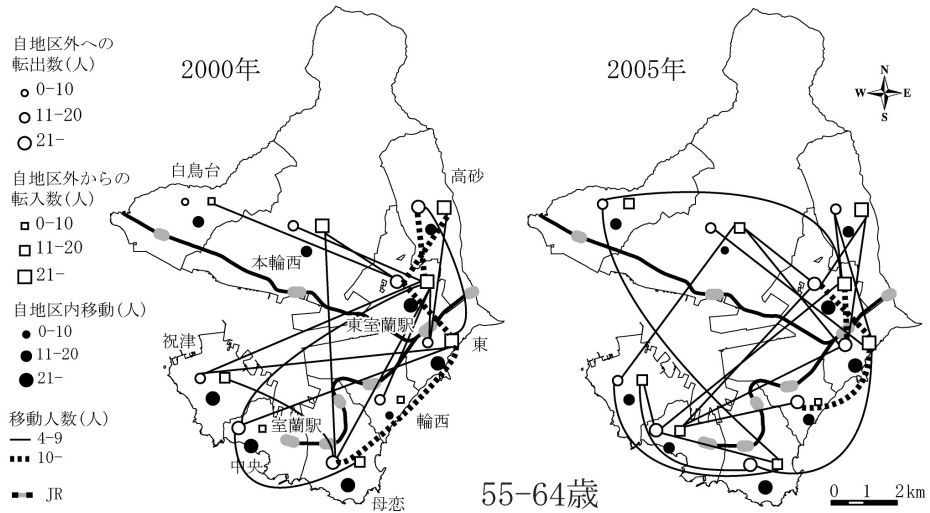 自地区外への
転出数(人)
0-10
11-20
21-
自地区外からの
転入数(人)
0-10
11-20
21-
自地区内移動(人)
0-10
11-20
21-
移動人数(人)
4-9
10-
JR
2000年
白鳥台
高砂
本輪西
東室蘭駅
東
祝津
輪西
室蘭駅
中央
母恋
2005年
N
W E
S
55-64歳
0 1 2km